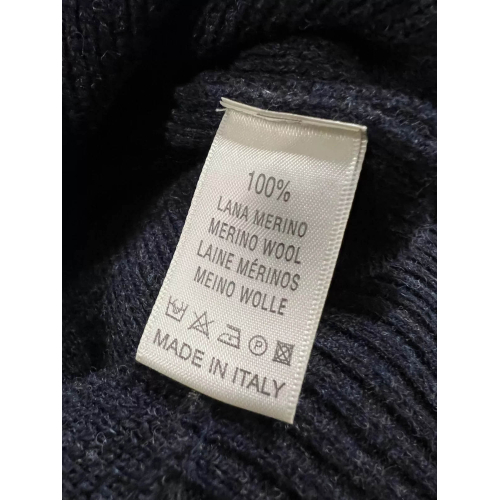 100%
LANA MERINO
MERINO WOOL
LAINE MÉRINOS
MEINO WOLLE
P
MADE IN ITALY